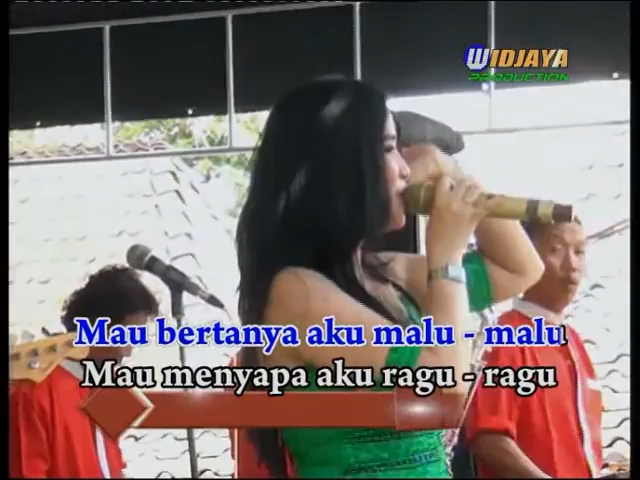 WIDJAYA
PRODUCTION
Mau bertanya aku malu - malu
Mau menyapa aku ragu - ragu